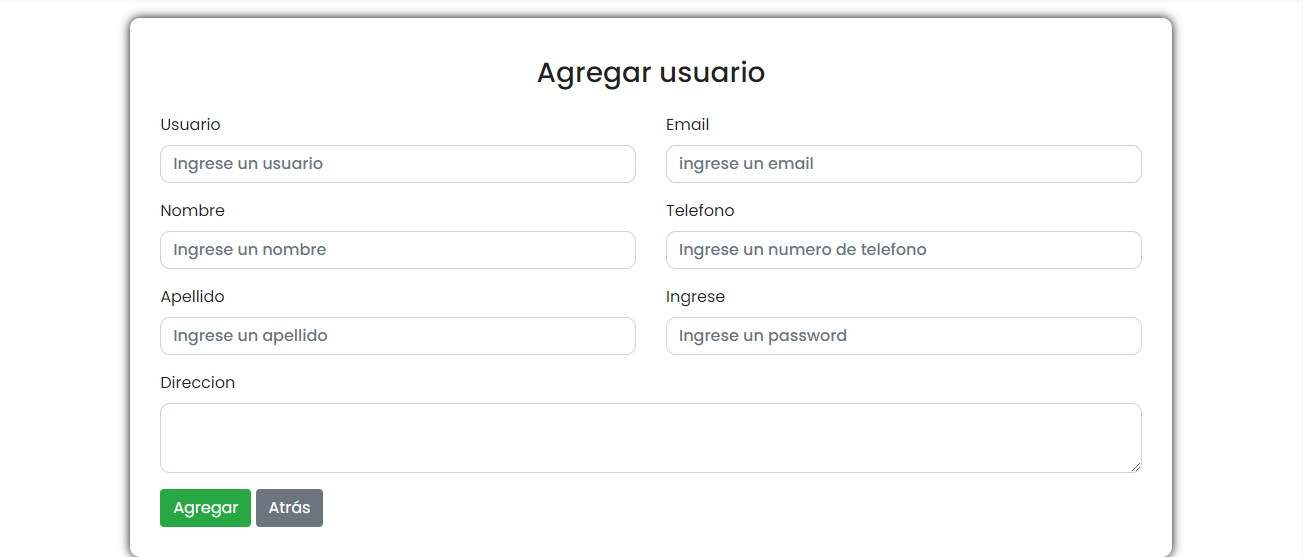 Agregar usuario
Usuario
Email
Ingrese un usuario
ingrese un email
Nombre
Telefono
Ingrese un nombre
Ingrese un numero de telefono
Apellido
Ingrese
Ingrese un apellido
Ingrese un password
Direccion
Agregar
Atrás